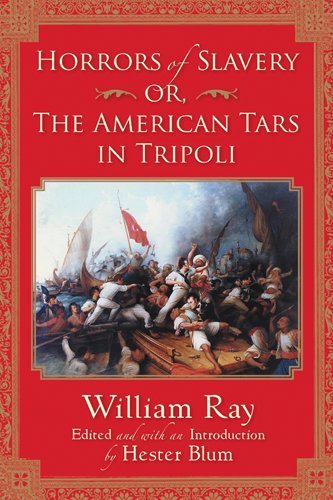 HORRORS of SLAVERY
OR,
THE AMERICAN TARS
IN TRIPOLI
William Ray
Edited and with an Introduction
by Hester Blum